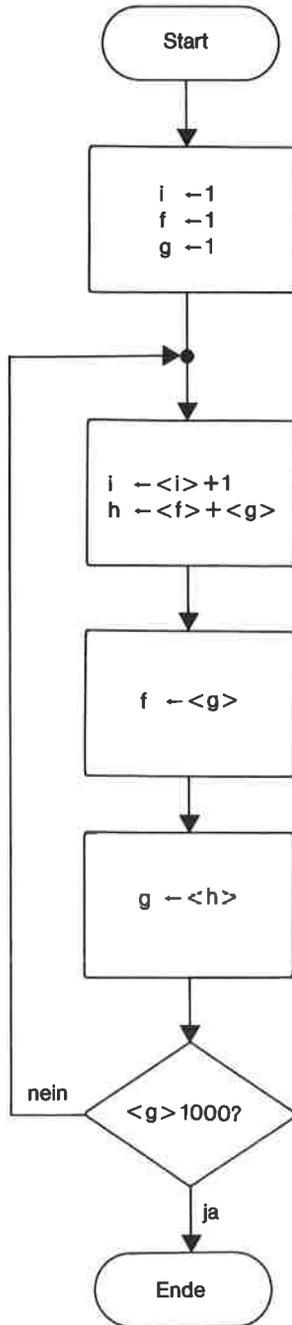 Start
i ←1
f ←1
g ←1
i ←<i>+1
h ←<f>+<g>
f ←<g>
g ←<h>
<g>1000?
nein
ja
Ende